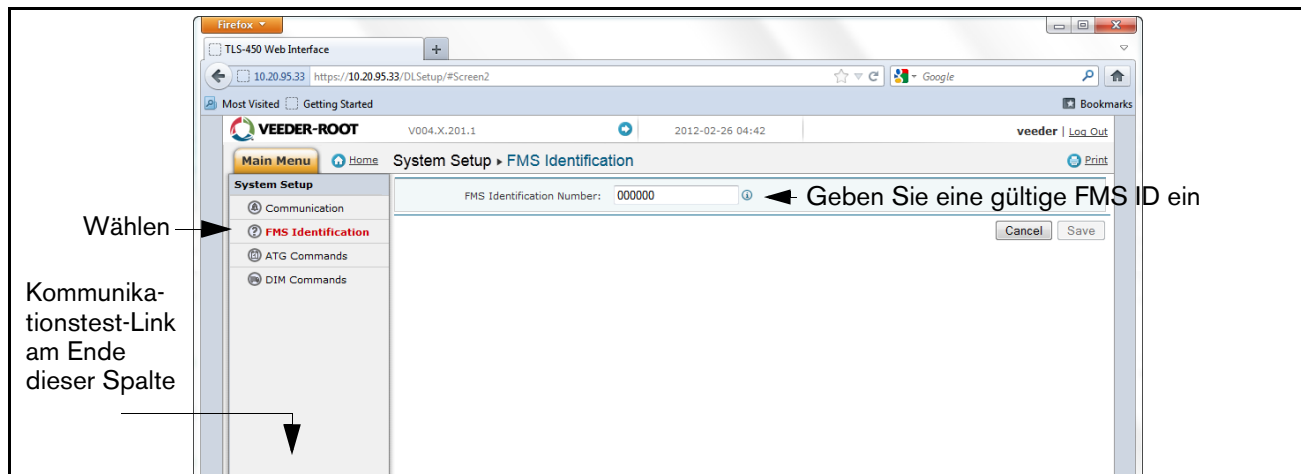 Firefox
TLS-450 Web Interface
10.20.95.33 https://10.20.95.33/DLSetup/#Screen2
Google
Most Visited Getting Started
Bookmarks
VEEDER-ROOT V004.X.201.1 2012-02-26 04:42 veeder | Log Out
Main Menu Home System Setup ▸ FMS Identification Print
System Setup
FMS Identification Number: 000000
Geben Sie eine gültige FMS ID ein
Communication
Wählen
FMS Identification
Cancel Save
ATG Commands
DIM Commands
Kommunika-
tionstest-Link
am Ende
dieser Spalte